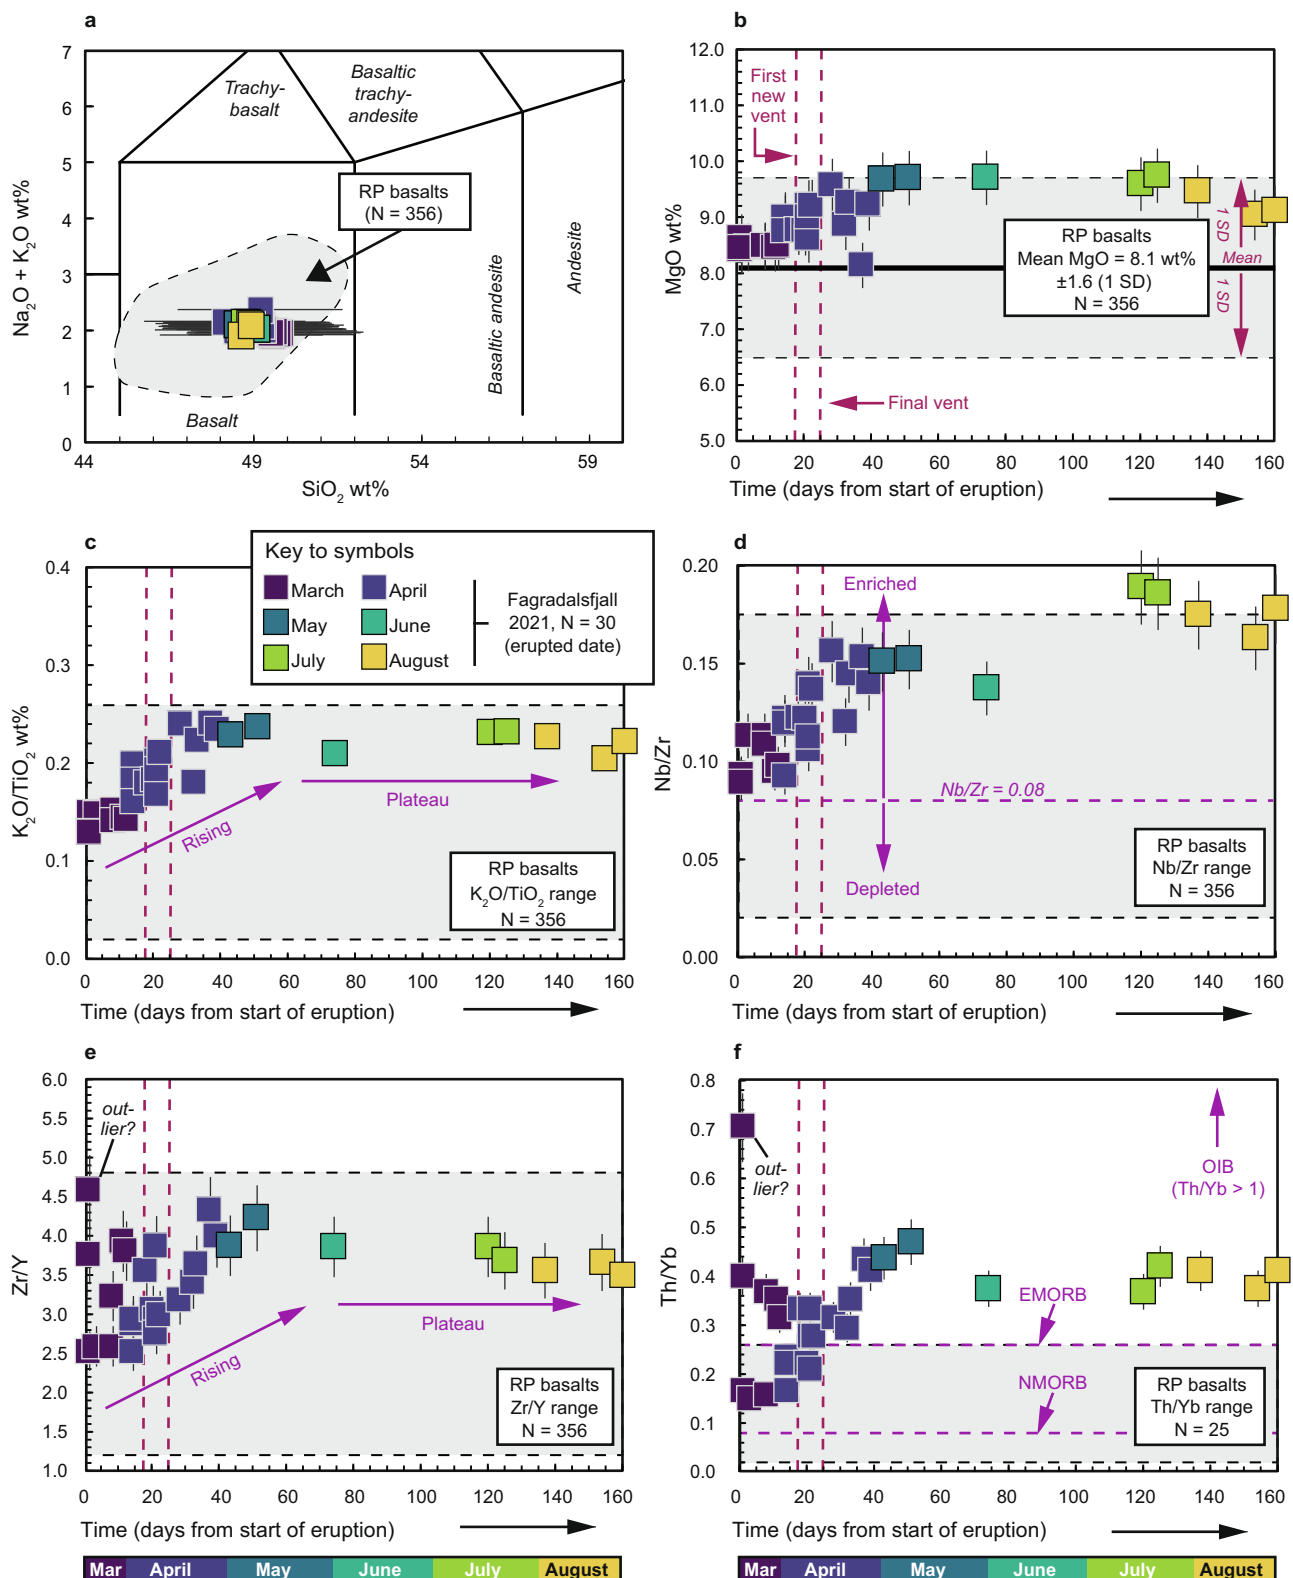 a
7
6
5
4
3
2
1
0
Na2O + K2O wt%
Trachy-
basalt
Basaltic
trachy-
andesite
RP basalts
(N = 356)
Basaltic andesite
Andesite
Basalt
44
49
54
59
SiO2 wt%
b
12.0
11.0
10.0
9.0
8.0
7.0
6.0
5.0
MgO wt%
First
new
vent
RP basalts
Mean MgO = 8.1 wt%
±1.6 (1 SD)
N = 356
1 SD
Mean
1 SD
Final vent
0 20 40 60 80 100 120 140 160
Time (days from start of eruption)
c
Key to symbols
March
April
May
June
July
August
Fagradalsfjall
2021, N = 30
(erupted date)
0.4
0.3
0.2
0.1
0.0
K2O/TiO2 wt%
Rising
Plateau
RP basalts
K2O/TiO2 range
N = 356
0 20 40 60 80 100 120 140 160
Time (days from start of eruption)
d
0.20
0.15
0.10
0.05
0.00
Nb/Zr
Enriched
Nb/Zr = 0.08
Depleted
RP basalts
Nb/Zr range
N = 356
0 20 40 60 80 100 120 140 160
Time (days from start of eruption)
e
6.0
5.5
5.0
4.5
4.0
3.5
3.0
2.5
2.0
1.5
1.0
Zr/Y
out-
lier?
Rising
Plateau
RP basalts
Zr/Y range
N = 356
0 20 40 60 80 100 120 140 160
Time (days from start of eruption)
Mar April May June July August
f
0.8
0.7
0.6
0.5
0.4
0.3
0.2
0.1
0.0
Th/Yb
out-
lier?
OIB
(Th/Yb > 1)
EMORB
NMORB
RP basalts
Th/Yb range
N = 25
0 20 40 60 80 100 120 140 160
Time (days from start of eruption)
Mar April May June July August